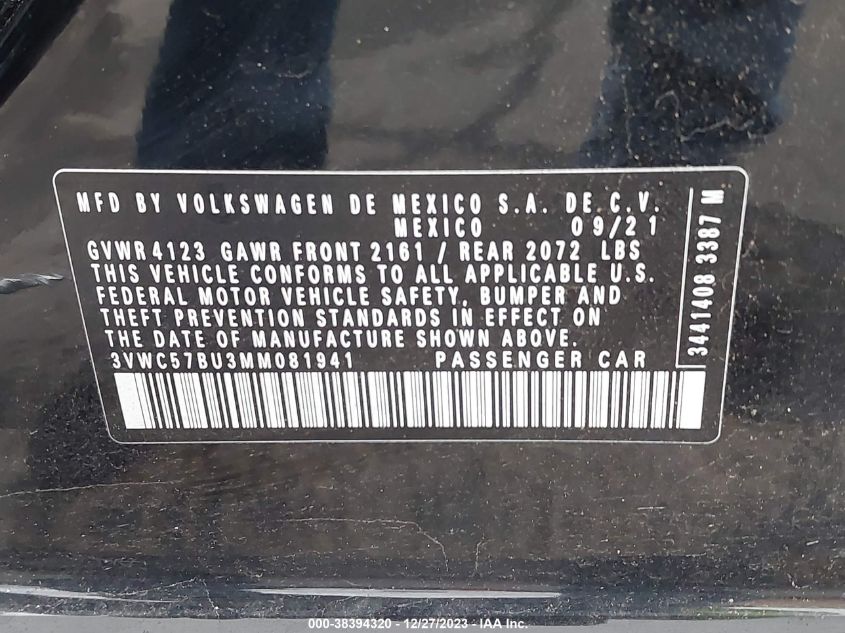 MFD BY VOLKSWAGEN DE MEXICO S.A. DE C.V.
MEXICO 09/21
GVWR 4123 GAWR FRONT 2161 / REAR 2072 LBS
THIS VEHICLE CONFORMS TO ALL APPLICABLE U.S.
FEDERAL MOTOR VEHICLE SAFETY, BUMPER AND
THEFT PREVENTION STANDARDS IN EFFECT ON
THE DATE OF MANUFACTURE SHOWN ABOVE.
3VWC57BU3MM081941 PASSENGER CAR
3441408 3387 M
000-38394320 - 12/27/2023 - IAA Inc.